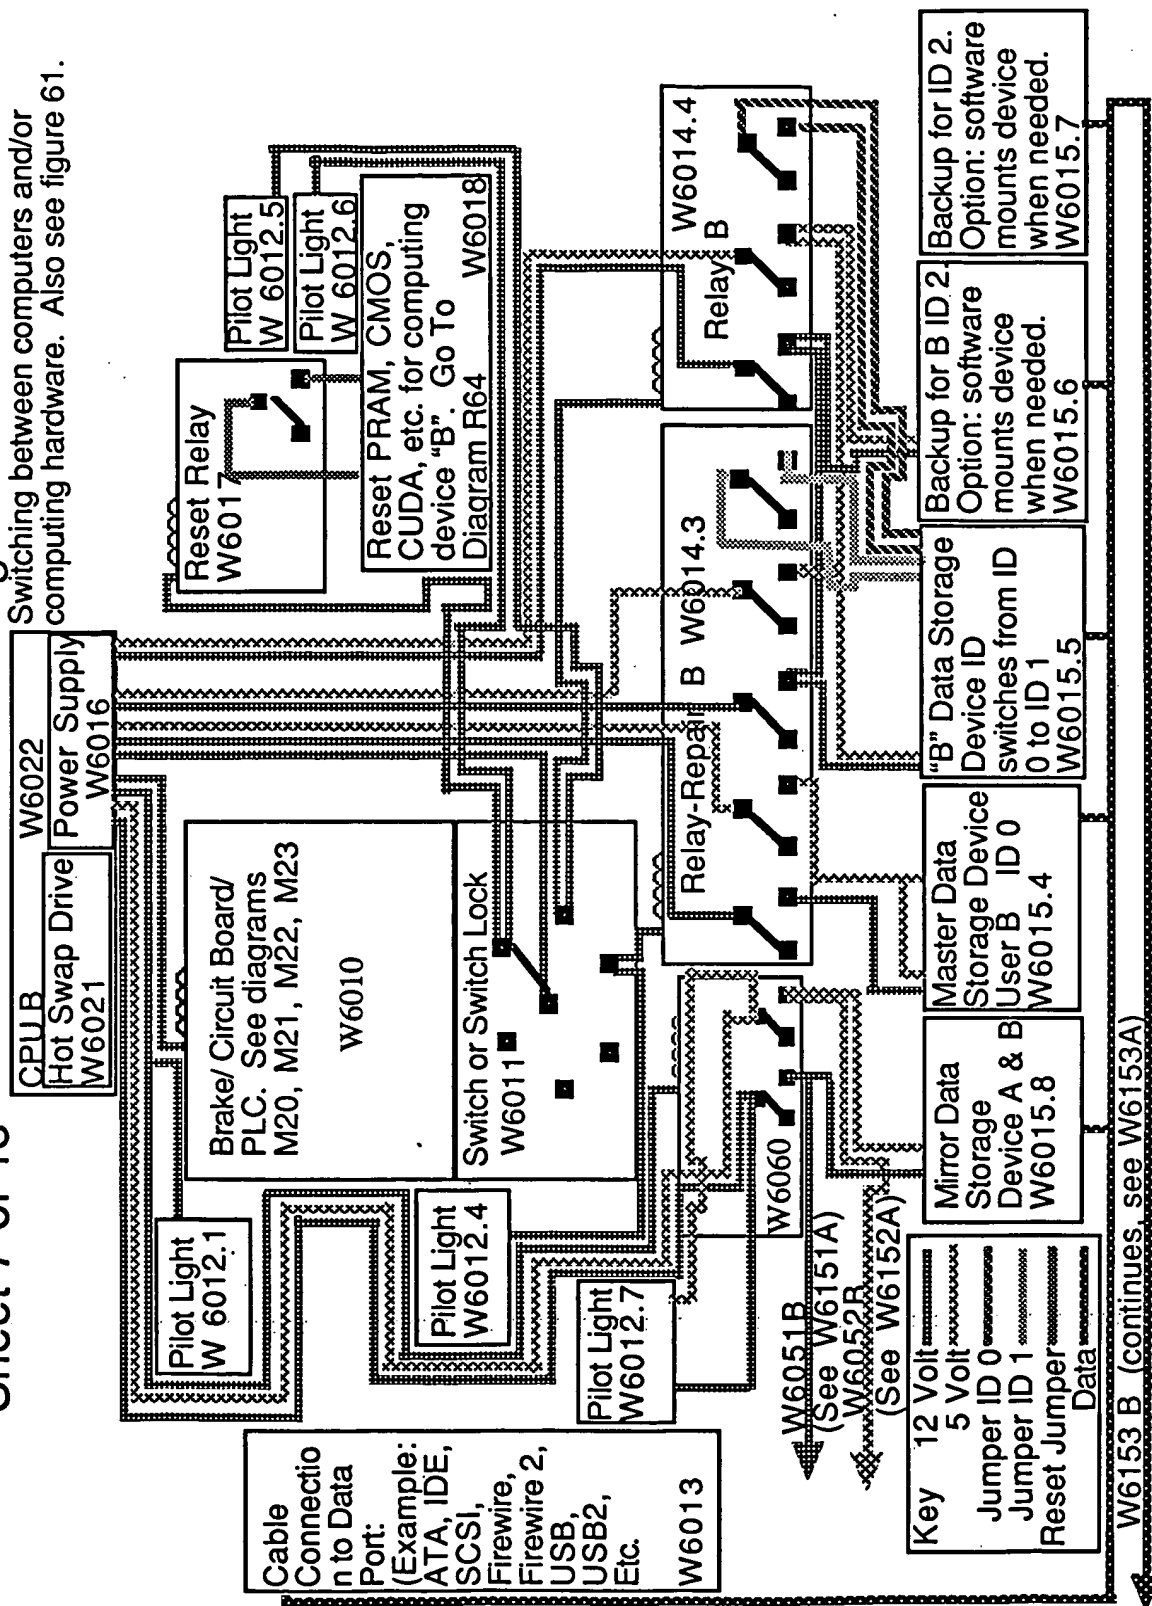 Switching between computers and/or
computing hardware. Also see figure 61.
CPU B W6022
Hot Swap Drive
W6021
Power Supply
W6016
Pilot Light
W 6012.5
Pilot Light
W 6012.6
Reset Relay
W6017
Reset PRAM, CMOS,
CUDA, etc. for computing
device "B". Go To
Diagram R64 W6018
Brake/ Circuit Board/
PLC. See diagrams
M20, M21, M22, M23
W6010
Switch or Switch Lock
W6011
Pilot Light
W 6012.1
Pilot Light
W6012.4
Pilot Light
W6012.7
Cable
Connectio
n to Data
Port:
(Example:
ATA, IDE,
SCSI,
Firewire,
Firewire 2,
USB,
USB2,
Etc.
W6013
W6014.4
Relay B
Relay-Repair B W6014.3
W6060
W6051B
(See W6151A)
W6052B
(See W6152A)
Key 12 Volt
5 Volt
Jumper ID 0
Jumper ID 1
Reset Jumper
Data
Mirror Data
Storage
Device A & B
W6015.8
Master Data
Storage Device
User B ID 0
W6015.4
"B" Data Storage
Device ID
switches from ID
0 to ID 1
W6015.5
Backup for B ID 2.
Option: software
mounts device
when needed.
W6015.6
Backup for ID 2.
Option: software
mounts device
when needed.
W6015.7
W6153 B (continues, see W6153A)